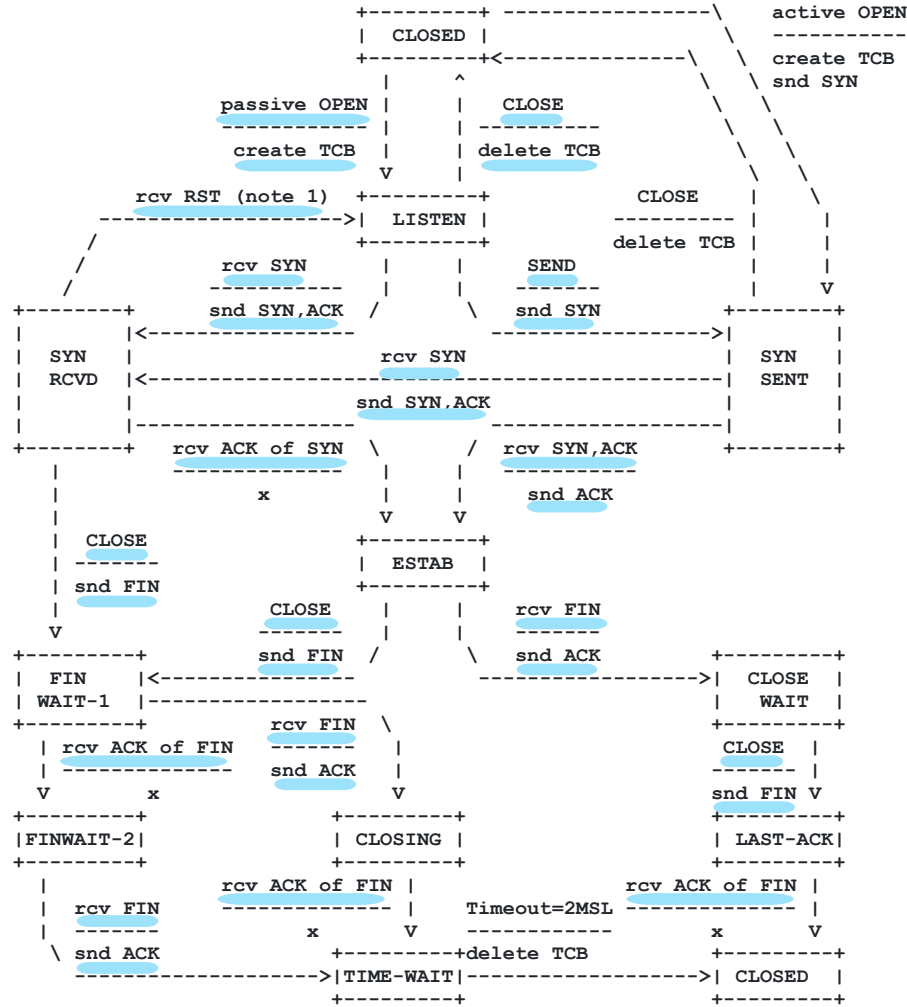 active OPEN
CLOSED
create TCB
snd SYN
passive OPEN CLOSE
create TCB delete TCB
rcv RST (note 1) CLOSE
LISTEN
delete TCB
rcv SYN SEND
snd SYN,ACK snd SYN
SYN rcv SYN SYN
RCVD SENT
snd SYN,ACK
rcv ACK of SYN rcv SYN,ACK
x snd ACK
CLOSE
ESTAB
snd FIN
CLOSE rcv FIN
snd FIN snd ACK
FIN CLOSE
WAIT-1 WAIT
rcv FIN
rcv ACK of FIN CLOSE
snd ACK
x snd FIN
FINWAIT-2 CLOSING LAST-ACK
rcv ACK of FIN rcv ACK of FIN
rcv FIN Timeout=2MSL
x x
snd ACK delete TCB
TIME-WAIT CLOSED